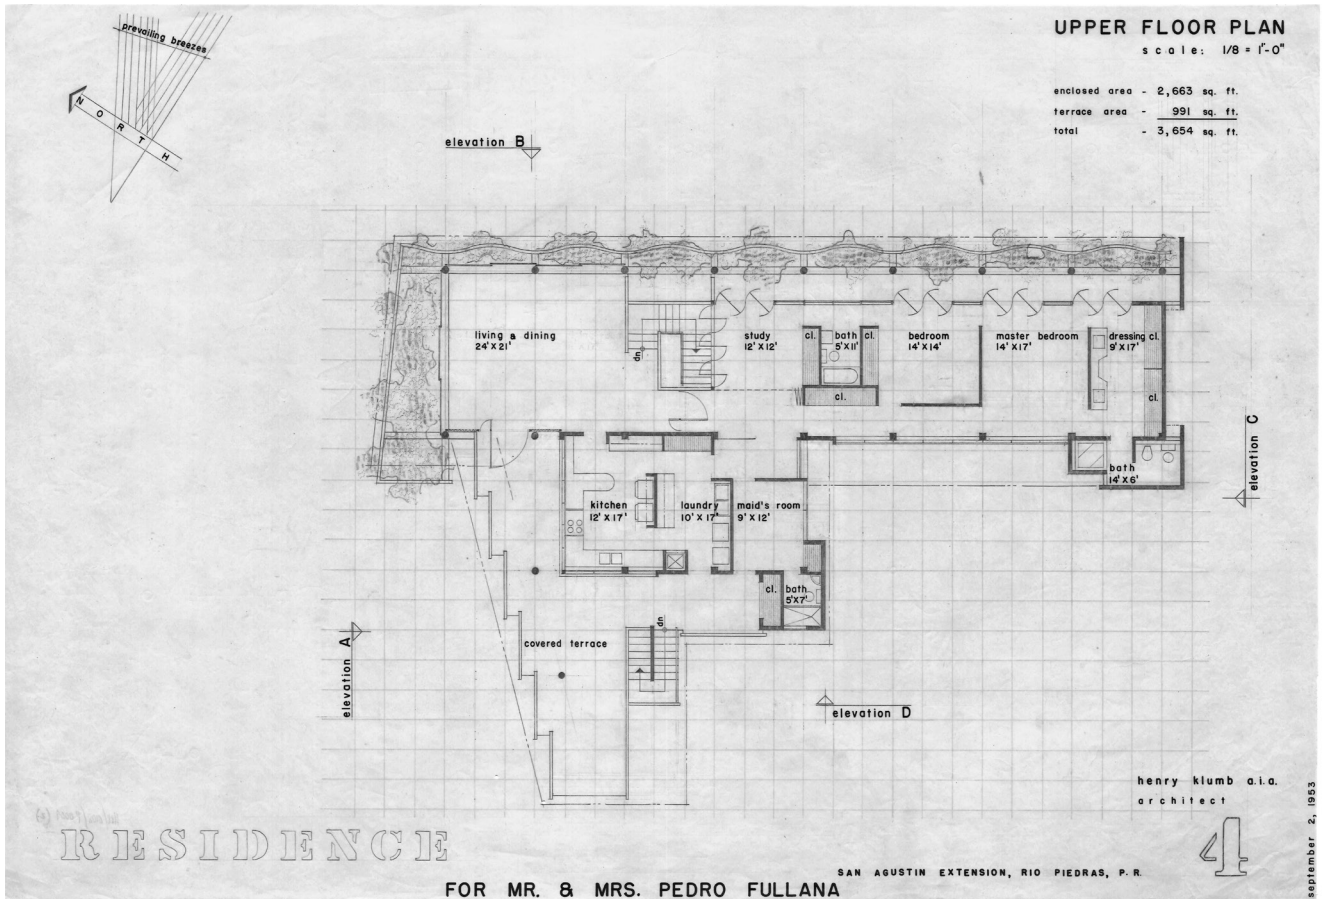 prevailing breezes
NORTH
UPPER FLOOR PLAN
scale: 1/8 = 1'-0"
enclosed area - 2,663 sq. ft.
terrace area - 991 sq. ft.
total - 3,654 sq. ft.
elevation B
living & dining
24' X 21'
dn
study
12' X 12'
cl.
bath
5' X 11'
cl.
cl.
bedroom
14' X 14'
master bedroom
14' X 17'
dressing
9' X 17'
cl.
cl.
bath
14' X 6'
elevation C
kitchen
12' X 17'
laundry
10' X 17'
maid's room
9' X 12'
cl.
bath
5' X 7'
dn
covered terrace
elevation A
elevation D
henry klumb a.i.a.
architect
september 2, 1953
RESIDENCE
4
SAN AGUSTIN EXTENSION, RIO PIEDRAS, P.R.
FOR MR. & MRS. PEDRO FULLANA